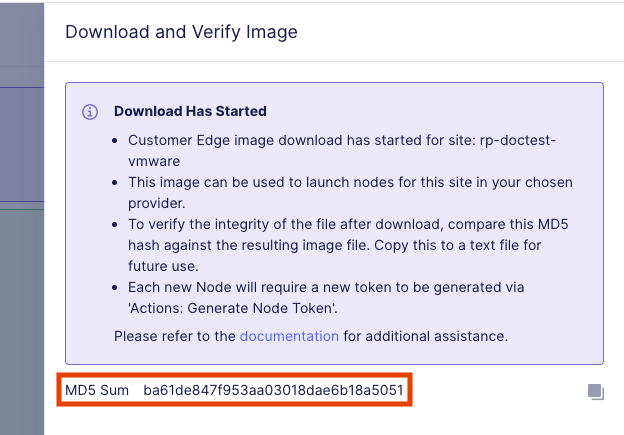 Download and Verify Image
Download Has Started
• Customer Edge image download has started for site: rp-doctest-
vmware
• This image can be used to launch nodes for this site in your chosen
provider.
• To verify the integrity of the file after download, compare this MD5
hash against the resulting image file. Copy this to a text file for
future use.
• Each new Node will require a new token to be generated via
'Actions: Generate Node Token'.
Please refer to the documentation for additional assistance.
MD5 Sum ba61de847f953aa03018dae6b18a5051